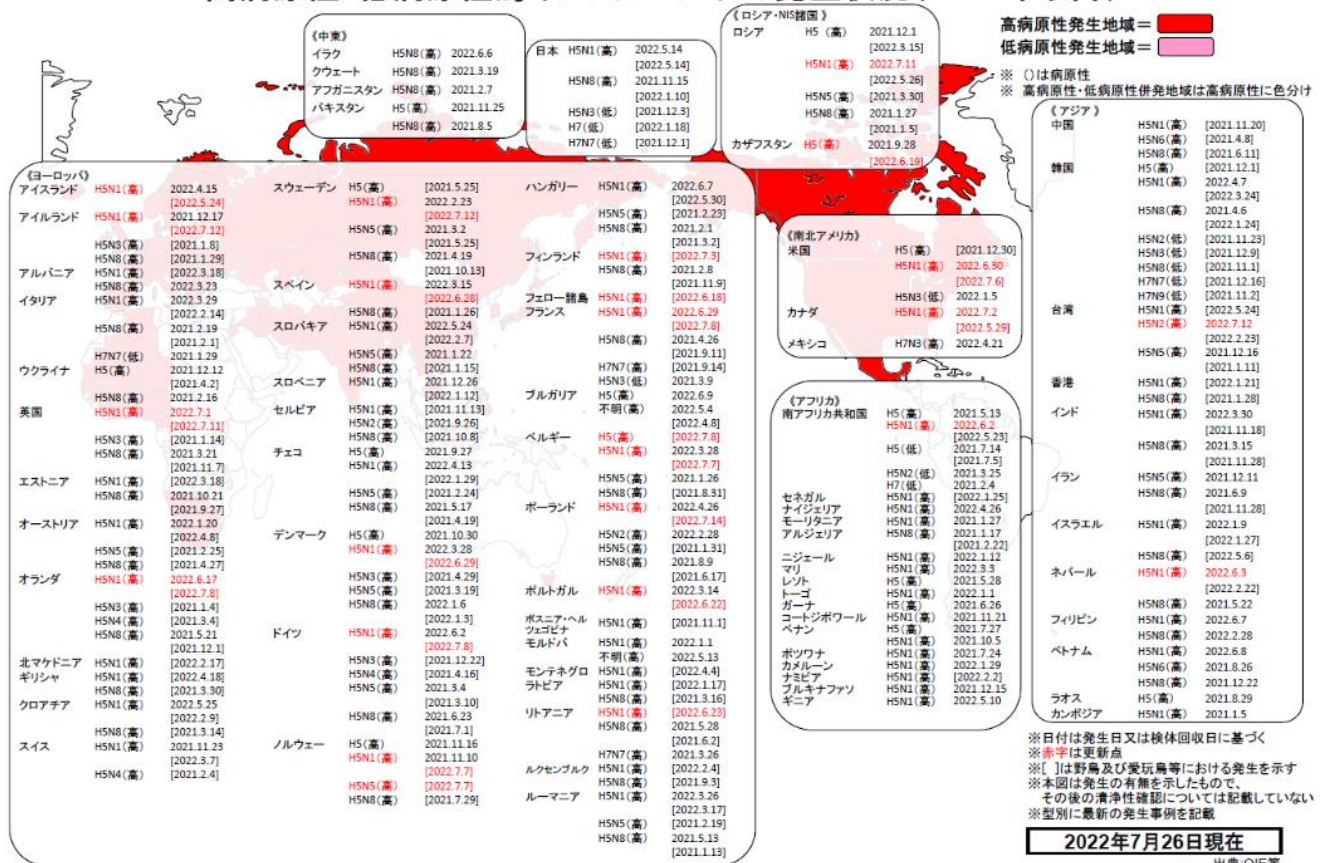 《中東》
イラク H5N8(高) 2022.6.6
クウェート H5N8(高) 2021.3.19
アフガニスタン H5N8(高) 2021.2.7
パキスタン H5(高) 2021.11.25
H5N8(高) 2021.8.5
日本 H5N1(高) 2022.5.14
[2022.5.14]
H5N8(高) 2021.11.15
[2022.1.10]
H5N3(低) [2021.12.3]
H7(低) [2022.1.18]
H7N7(低) [2021.12.1]
《ロシア・NIS諸国》
ロシア H5 (高) 2021.12.1
[2022.3.15]
H5N1(高) 2022.7.11
[2022.5.26]
H5N5(高) [2021.3.30]
H5N8(高) 2021.1.27
[2021.1.5]
カザフスタン H5(高) 2021.9.28
[2022.6.19]
高病原性発生地域=
低病原性発生地域=
※ ()は病原性
※ 高病原性・低病原性併発地域は高病原性に色分け
《ヨーロッパ》
アイスランド H5N1(高) 2022.4.15
[2022.5.24]
アイルランド H5N1(高) 2021.12.17
[2022.7.12]
H5N3(高) [2021.1.8]
H5N8(高) [2021.1.29]
アルバニア H5N1(高) [2022.3.18]
H5N8(高) 2022.3.23
イタリア H5N1(高) 2022.3.29
[2022.2.14]
H5N8(高) 2021.2.19
[2021.2.1]
H7N7(低) 2021.1.29
ウクライナ H5(高) 2021.12.12
[2021.4.2]
H5N8(高) 2021.2.16
英国 H5N1(高) 2022.7.1
[2022.7.11]
H5N3(高) [2021.1.14]
H5N8(高) 2021.3.21
[2021.11.7]
エストニア H5N1(高) [2022.3.18]
H5N8(高) 2021.10.21
[2021.9.27]
オーストリア H5N1(高) 2022.1.20
[2022.4.8]
H5N5(高) [2021.2.25]
H5N8(高) [2021.4.27]
オランダ H5N1(高) 2022.6.17
[2022.7.8]
H5N3(高) [2021.1.4]
H5N4(高) [2021.3.4]
H5N8(高) 2021.5.21
[2021.12.1]
北マケドニア H5N1(高) [2022.2.17]
ギリシャ H5N1(高) [2022.4.18]
H5N8(高) [2021.3.30]
クロアチア H5N1(高) 2022.5.25
[2022.2.9]
H5N8(高) [2021.3.14]
スイス H5N1(高) 2021.11.23
[2022.3.7]
H5N4(高) [2021.2.4]
スウェーデン H5(高) [2021.5.25]
H5N1(高) 2022.2.23
[2022.7.12]
H5N5(高) 2021.3.2
[2021.5.25]
H5N8(高) 2021.4.19
[2021.10.13]
スペイン H5N1(高) 2022.3.15
[2022.6.28]
H5N8(高) [2021.1.26]
スロバキア H5N1(高) 2022.5.24
[2022.2.7]
H5N5(高) 2021.1.22
H5N8(高) [2021.1.15]
スロベニア H5N1(高) 2021.12.26
[2022.1.12]
セルビア H5N1(高) [2021.11.13]
H5N2(高) [2021.9.26]
H5N8(高) [2021.10.8]
チェコ H5(高) 2021.9.27
H5N1(高) 2022.4.13
[2022.1.29]
H5N5(高) [2021.2.24]
H5N8(高) 2021.5.17
[2021.4.19]
デンマーク H5(高) 2021.10.30
H5N1(高) 2022.3.28
[2022.6.29]
H5N3(高) [2021.4.29]
H5N5(高) [2021.3.19]
H5N8(高) 2022.1.6
[2022.1.3]
ドイツ H5N1(高) 2022.6.2
[2022.7.8]
H5N3(高) [2021.12.22]
H5N4(高) [2021.4.16]
H5N5(高) 2021.3.4
[2021.3.10]
H5N8(高) 2021.6.23
[2021.7.1]
ノルウェー H5(高) 2021.11.16
H5N1(高) 2021.11.10
[2022.7.7]
H5N5(高) [2022.7.7]
H5N8(高) [2021.7.29]
ハンガリー H5N1(高) 2022.6.7
[2022.5.30]
H5N5(高) [2021.2.23]
H5N8(高) 2021.2.1
[2021.3.2]
フィンランド H5N1(高) [2022.7.3]
H5N8(高) 2021.2.8
[2021.11.9]
フェロー諸島 H5N1(高) [2022.6.18]
フランス H5N1(高) 2022.6.29
[2022.7.8]
H5N8(高) 2021.4.26
[2021.9.11]
H7N7(高) [2021.9.14]
H5N3(低) 2021.3.9
ブルガリア H5(高) 2022.6.9
不明(高) 2022.5.4
[2022.4.8]
ベルギー H5(高) [2022.7.8]
H5N1(高) 2022.3.28
[2022.7.7]
H5N5(高) 2021.1.26
H5N8(高) [2021.8.31]
ポーランド H5N1(高) 2022.4.26
[2022.7.14]
H5N2(高) 2022.2.28
H5N5(高) [2021.1.31]
H5N8(高) 2021.8.9
[2021.6.17]
ポルトガル H5N1(高) 2022.3.14
[2022.6.22]
ボスニア・ヘル
ツェゴビナ H5N1(高) [2021.11.1]
モルドバ H5N1(高) 2022.1.1
不明(高) 2022.5.13
モンテネグロ H5N1(高) [2022.4.4]
ラトビア H5N1(高) [2022.1.17]
H5N8(高) [2021.3.16]
リトアニア H5N1(高) [2022.6.23]
H5N8(高) 2021.5.28
[2021.6.2]
H7N7(高) 2021.3.26
ルクセンブルク H5N1(高) [2022.2.4]
H5N8(高) [2021.9.3]
ルーマニア H5N1(高) 2022.3.26
[2022.3.17]
H5N5(高) [2021.2.19]
H5N8(高) 2021.5.13
[2021.1.13]
《南北アメリカ》
米国 H5(高) [2021.12.30]
H5N1(高) 2022.6.30
[2022.7.6]
H5N3(低) 2022.1.5
カナダ H5N1(高) 2022.7.2
[2022.5.29]
メキシコ H7N3(高) 2022.4.21
《アフリカ》
南アフリカ共和国 H5(高) 2021.5.13
H5N1(高) 2022.6.2
[2022.5.23]
H5(低) 2021.7.14
[2021.7.5]
H5N2(低) 2021.3.25
H7(低) 2021.2.4
セネガル H5N1(高) [2022.1.25]
ナイジェリア H5N1(高) 2022.4.26
モーリタニア H5N1(高) 2021.1.27
アルジェリア H5N8(高) 2021.1.17
[2021.2.22]
ニジェール H5N1(高) 2022.1.12
マリ H5N1(高) 2022.3.3
レソト H5(高) 2021.5.28
トーゴ H5N1(高) 2022.1.1
ガーナ H5(高) 2021.6.26
コートジボワール H5N1(高) 2021.11.21
ベナン H5(高) 2021.7.27
H5N1(高) 2021.10.5
ボツワナ H5N1(高) 2021.7.24
カメルーン H5N1(高) 2022.1.29
ナミビア H5N1(高) [2022.2.2]
ブルキナファソ H5N1(高) 2021.12.15
ギニア H5N1(高) 2022.5.10
《アジア》
中国 H5N1(高) [2021.11.20]
H5N6(高) [2021.4.8]
H5N8(高) [2021.6.11]
韓国 H5(高) [2021.12.1]
H5N1(高) 2022.4.7
[2022.3.24]
H5N8(高) 2021.4.6
[2022.1.24]
H5N2(低) [2021.11.23]
H5N3(低) [2021.12.9]
H5N8(低) [2021.11.1]
H7N7(低) [2021.12.16]
H7N9(低) [2021.11.2]
台湾 H5N1(高) [2022.5.24]
H5N2(高) 2022.7.12
[2022.2.23]
H5N5(高) 2021.12.16
[2021.1.11]
香港 H5N1(高) [2022.1.21]
H5N8(高) [2021.1.28]
インド H5N1(高) 2022.3.30
[2021.11.18]
H5N8(高) 2021.3.15
[2021.11.28]
イラン H5N5(高) 2021.12.11
H5N8(高) 2021.6.9
[2021.11.28]
イスラエル H5N1(高) 2022.1.9
[2022.1.27]
H5N8(高) [2022.5.6]
ネパール H5N1(高) 2022.6.3
[2022.2.22]
H5N8(高) 2021.5.22
フィリピン H5N1(高) 2022.6.7
H5N8(高) 2022.2.28
ベトナム H5N1(高) 2022.6.8
H5N6(高) 2021.8.26
H5N8(高) 2021.12.22
ラオス H5(高) 2021.8.29
カンボジア H5N1(高) 2021.1.5
※日付は発生日又は検体回収日に基づく
※赤字は更新点
※[ ]は野鳥及び愛玩鳥等における発生を示す
※本図は発生の有無を示したもので、
その後の清浄性確認については記載していない
※型別に最新の発生事例を記載
2022年7月26日現在
出典:OIE等